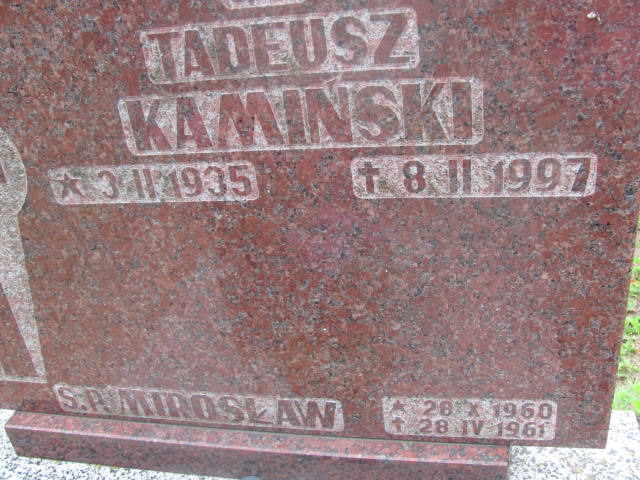 TADEUSZ
KAMIŃSKI
* 3 II 1935 † 8 II 1997
Ś.P. MIROSŁAW * 28 X 1960
† 28 IV 1961